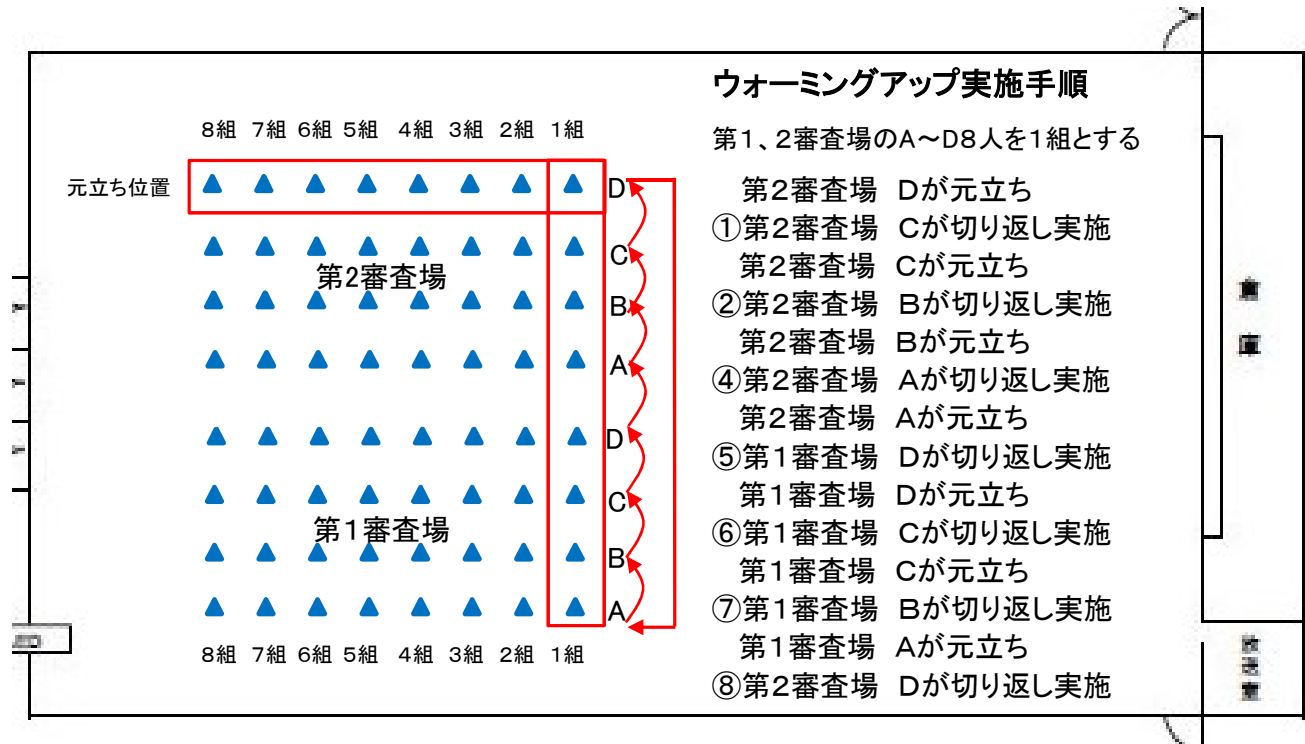 ウォーミングアップ実施手順
第1、2審査場のA～D8人を1組とする
第2審査場 Dが元立ち
①第2審査場 Cが切り返し実施
第2審査場 Cが元立ち
②第2審査場 Bが切り返し実施
第2審査場 Bが元立ち
④第2審査場 Aが切り返し実施
第2審査場 Aが元立ち
⑤第1審査場 Dが切り返し実施
第1審査場 Dが元立ち
⑥第1審査場 Cが切り返し実施
第1審査場 Cが元立ち
⑦第1審査場 Bが切り返し実施
第1審査場 Aが元立ち
⑧第2審査場 Dが切り返し実施
8組 7組 6組 5組 4組 3組 2組 1組
元立ち位置
D
C
第2審査場
B
A
D
C
第1審査場
B
A
8組 7組 6組 5組 4組 3組 2組 1組